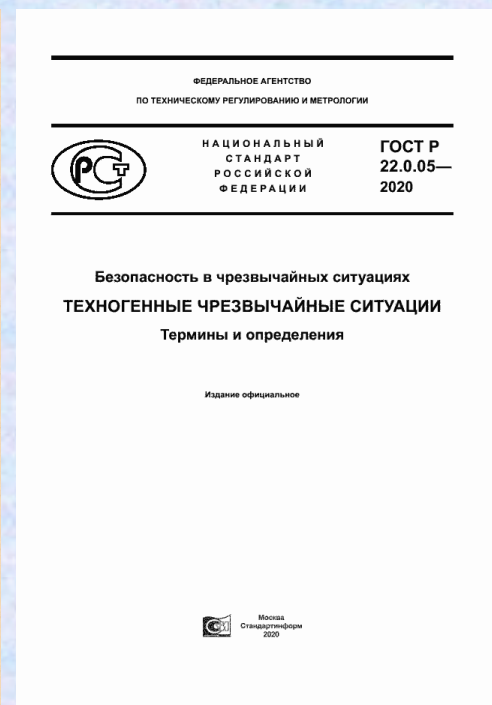 ФЕДЕРАЛЬНОЕ АГЕНТСТВО
ПО ТЕХНИЧЕСКОМУ РЕГУЛИРОВАНИЮ И МЕТРОЛОГИИ
РСТ
НАЦИОНАЛЬНЫЙ
СТАНДАРТ
РОССИЙСКОЙ
ФЕДЕРАЦИИ
ГОСТ Р
22.0.05—
2020
Безопасность в чрезвычайных ситуациях
ТЕХНОГЕННЫЕ ЧРЕЗВЫЧАЙНЫЕ СИТУАЦИИ
Термины и определения
Издание официальное
Москва
Стандартинформ
2020